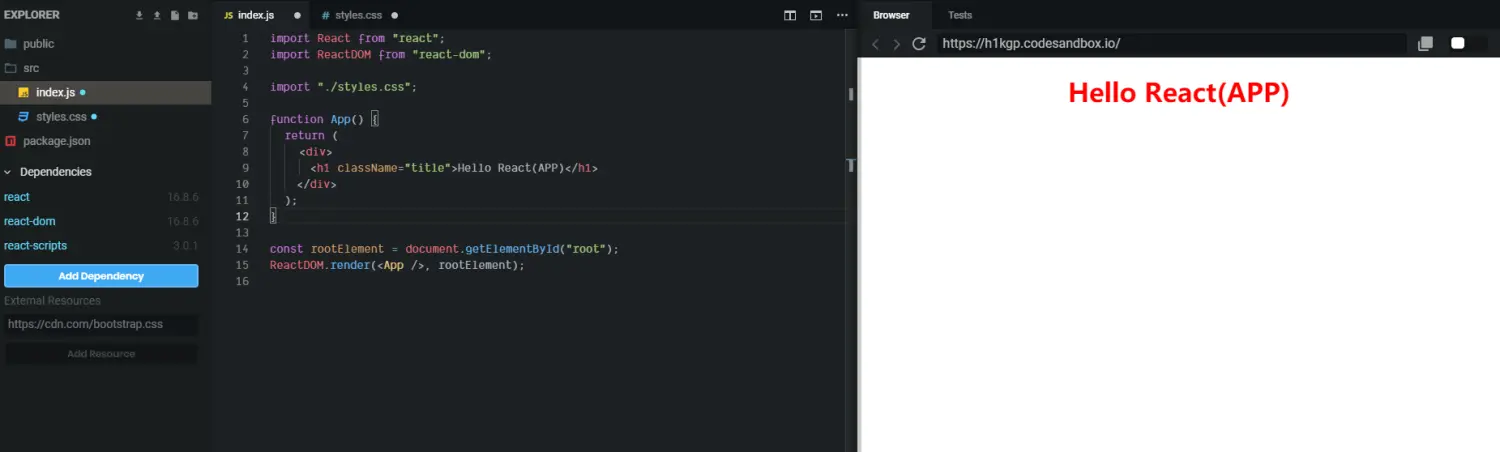 EXPLORER
public
src
index.js
styles.css
package.json
Dependencies
react 16.8.6
react-dom 16.8.6
react-scripts 3.0.1
Add Dependency
External Resources
https://cdn.com/bootstrap.css
Add Resource
JS index.js
# styles.css
1 import React from "react";
2 import ReactDOM from "react-dom";
3
4 import "./styles.css";
5
6 function App() {
7 return (
8 <div>
9 <h1 className="title">Hello React(APP)</h1>
10 </div>
11 );
12 }
13
14 const rootElement = document.getElementById("root");
15 ReactDOM.render(<App />, rootElement);
16
Browser Tests
https://h1kgp.codesandbox.io/
Hello React(APP)